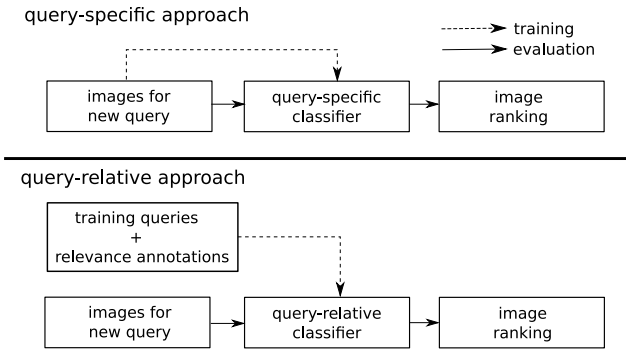 query-specific approach
training
evaluation
images for
new query
query-specific
classifier
image
ranking
query-relative approach
training queries
+
relevance annotations
images for
new query
query-relative
classifier
image
ranking